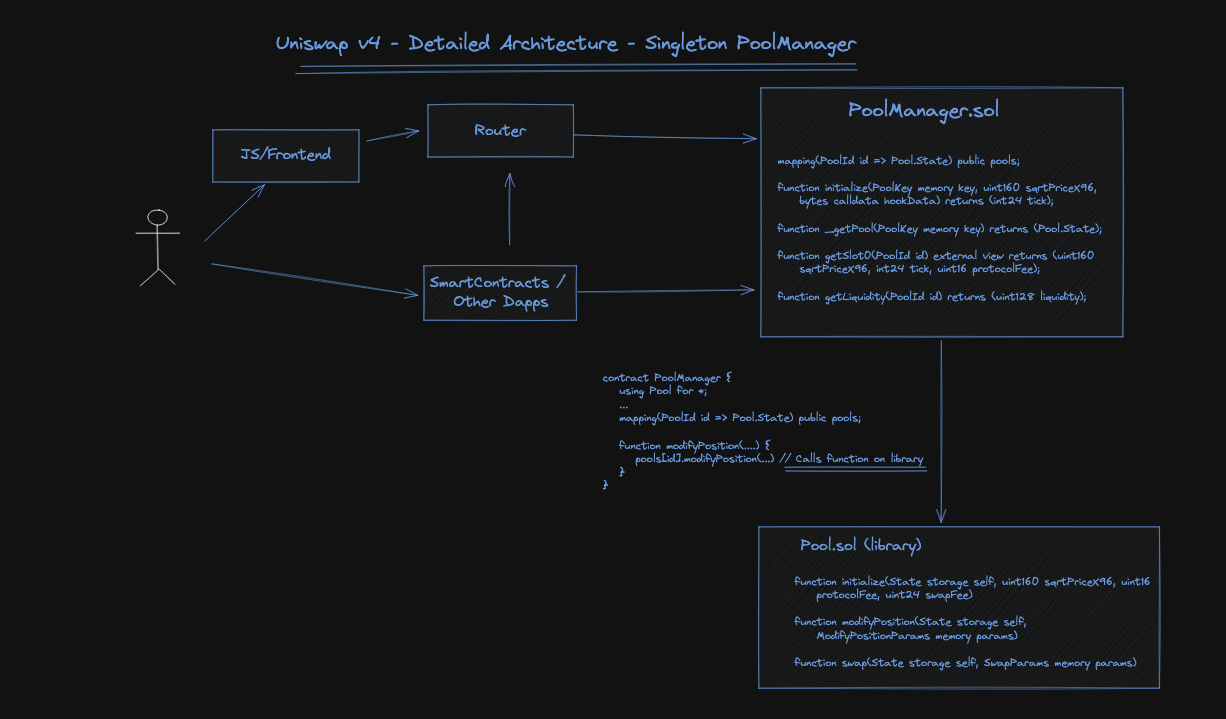 Uniswap v4 - Detailed Architecture - Singleton PoolManager
JS/Frontend
Router
SmartContracts /
Other Dapps
PoolManager.sol
mapping(PoolId id => Pool.State) public pools;
function initialize(PoolKey memory key, uint160 sqrtPriceX96,
bytes calldata hookData) returns (int24 tick);
function __getPool(PoolKey memory key) returns (Pool.State);
function getSlot0(PoolId id) external view returns (uint160
sqrtPriceX96, int24 tick, uint16 protocolFee);
function getLiquidity(PoolId id) returns (uint128 liquidity);
contract PoolManager {
using Pool for *;
...
mapping(PoolId id => Pool.State) public pools;
function modifyPosition(.....) {
pools[id].modifyPosition(...) // Calls function on library
}
}
Pool.sol (library)
function initialize(State storage self, uint160 sqrtPriceX96, uint16
protocolFee, uint24 swapFee)
function modifyPosition(State storage self,
ModifyPositionParams memory params)
function swap(State storage self, SwapParams memory params)